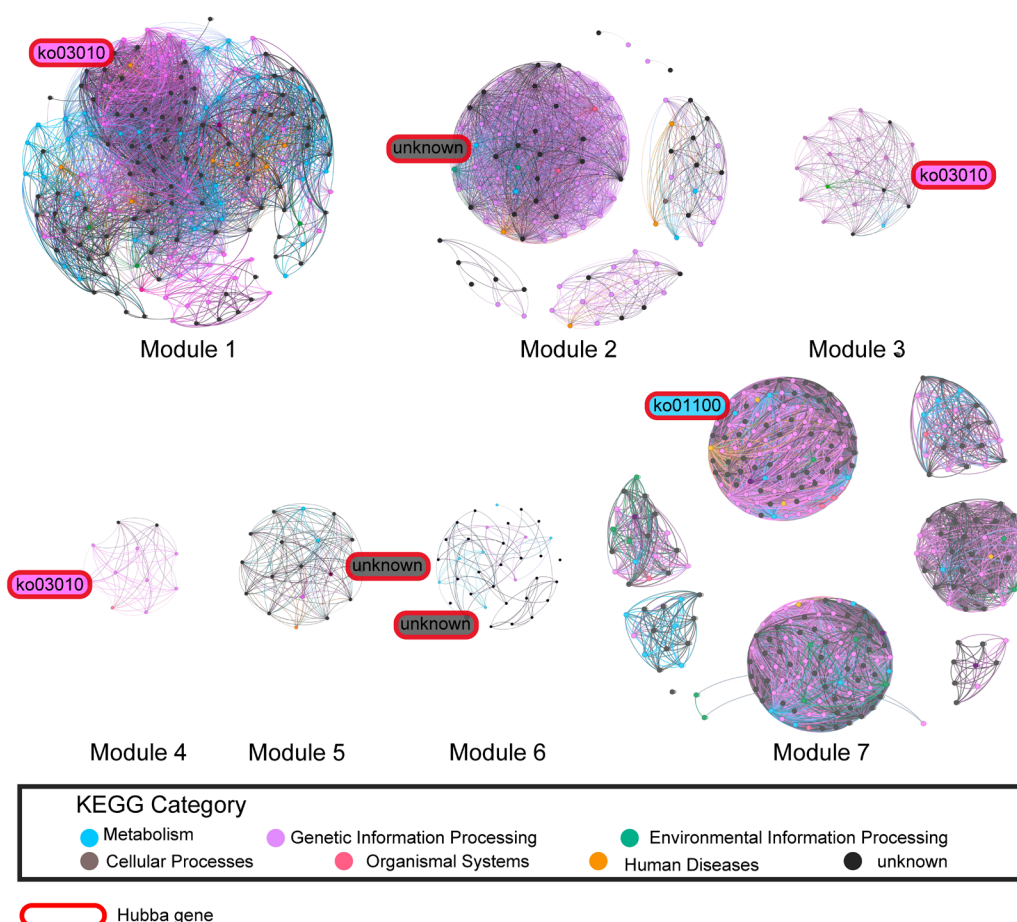 ko03010
unknown
ko03010
Module 1
Module 2
Module 3
ko01100
ko03010
unknown
unknown
Module 4
Module 5
Module 6
Module 7
KEGG Category
Metabolism
Genetic Information Processing
Environmental Information Processing
Cellular Processes
Organismal Systems
Human Diseases
unknown
Hubba gene